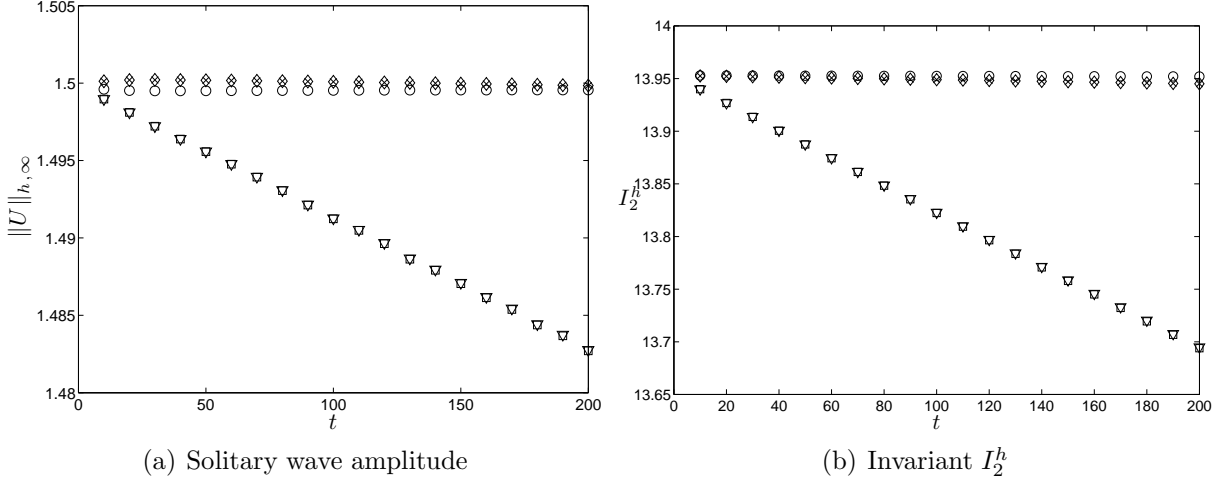 1.505
1.5
1.495
1.49
1.485
1.48
||U||_{h,∞}
0 50 100 150 200
t
(a) Solitary wave amplitude
14
13.95
13.9
13.85
13.8
13.75
13.7
13.65
I_2^h
0 20 40 60 80 100 120 140 160 180 200
t
(b) Invariant I_2^h